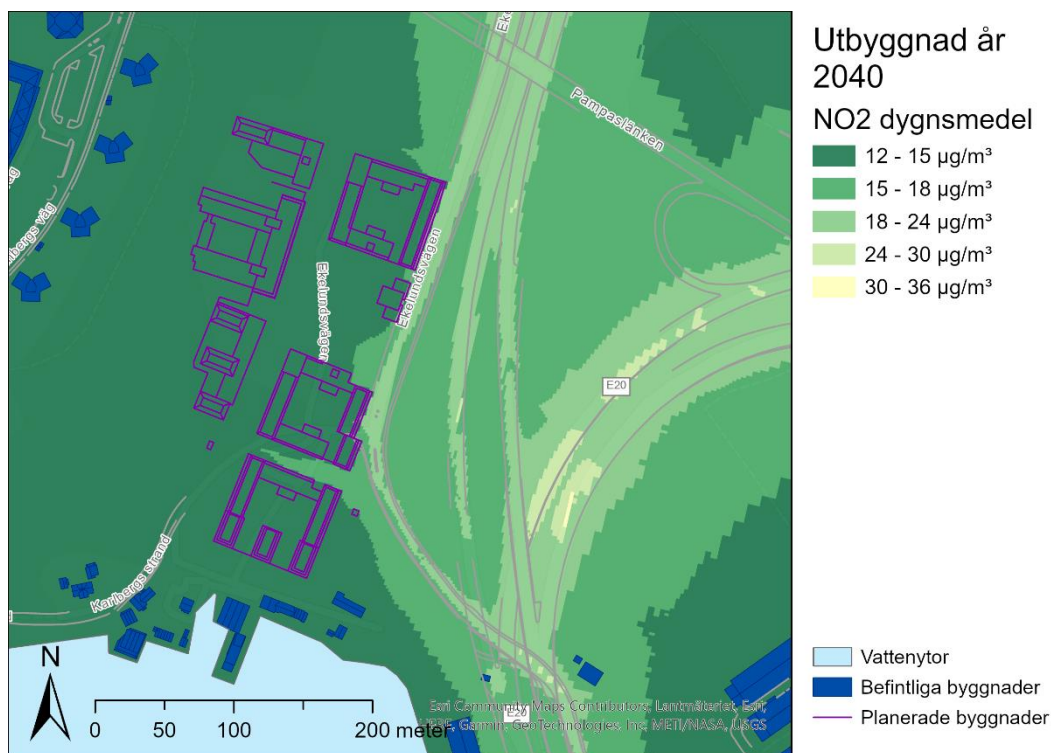 Utbyggnad år
2040
NO2 dygnsmedel
12 - 15 µg/m³
15 - 18 µg/m³
18 - 24 µg/m³
24 - 30 µg/m³
30 - 36 µg/m³
Pampaslänken
Ekelundsvägen
Ekelundsvägen
E20
Karlbergs strand
N
0 50 100 200 meter
Esri Community Maps Contributors, Lantmäteriet, Esri,
HERE, Garmin, GeoTechnologies, Inc, METI/NASA, USGS
E20
Vattenytor
Befintliga byggnader
Planerade byggnader